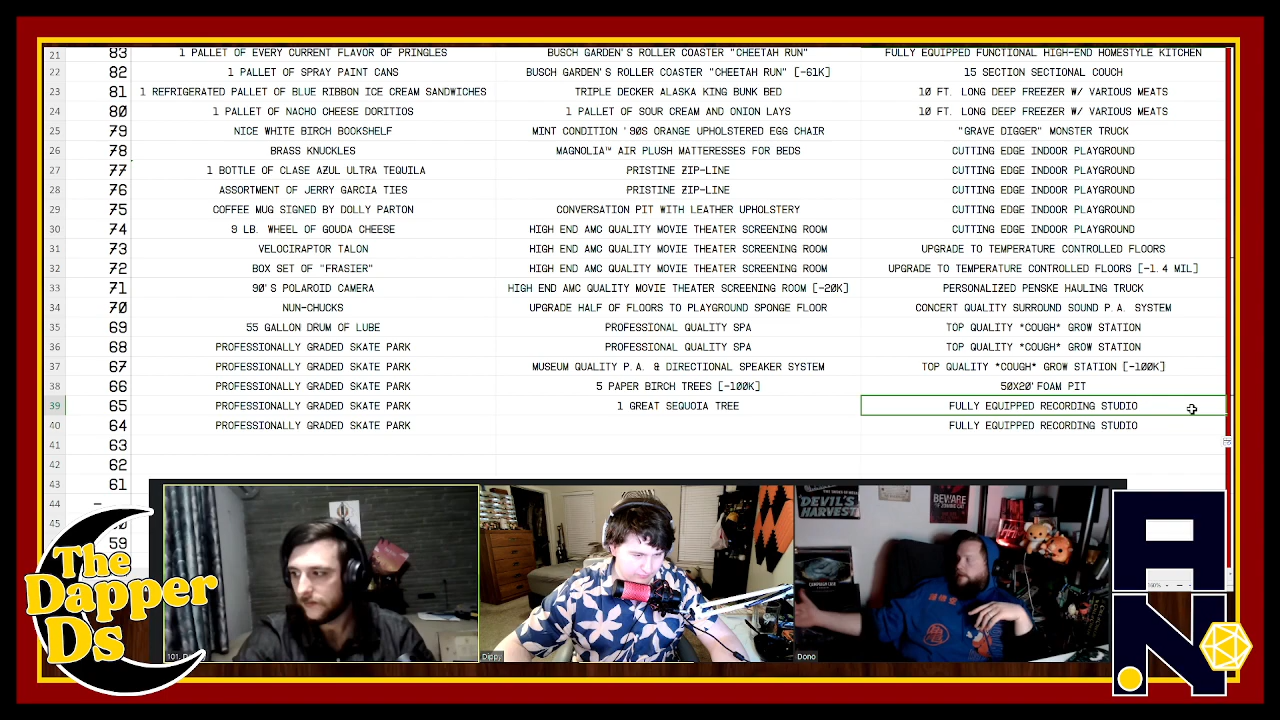 21 83 1 PALLET OF EVERY CURRENT FLAVOR OF PRINGLES BUSCH GARDEN'S ROLLER COASTER "CHEETAH RUN" FULLY EQUIPPED FUNCTIONAL HIGH-END HOMESTYLE KITCHEN
22 82 1 PALLET OF SPRAY PAINT CANS BUSCH GARDEN'S ROLLER COASTER "CHEETAH RUN" [-61K] 15 SECTION SECTIONAL COUCH
23 81 1 REFRIGERATED PALLET OF BLUE RIBBON ICE CREAM SANDWICHES TRIPLE DECKER ALASKA KING BUNK BED 10 FT. LONG DEEP FREEZER W/ VARIOUS MEATS
24 80 1 PALLET OF NACHO CHEESE DORITIOS 1 PALLET OF SOUR CREAM AND ONION LAYS 10 FT. LONG DEEP FREEZER W/ VARIOUS MEATS
25 79 NICE WHITE BIRCH BOOKSHELF MINT CONDITION '90S ORANGE UPHOLSTERED EGG CHAIR "GRAVE DIGGER" MONSTER TRUCK
26 78 BRASS KNUCKLES MAGNOLIA™ AIR PLUSH MATTERESSES FOR BEDS CUTTING EDGE INDOOR PLAYGROUND
27 77 1 BOTTLE OF CLASE AZUL ULTRA TEQUILA PRISTINE ZIP-LINE CUTTING EDGE INDOOR PLAYGROUND
28 76 ASSORTMENT OF JERRY GARCIA TIES PRISTINE ZIP-LINE CUTTING EDGE INDOOR PLAYGROUND
29 75 COFFEE MUG SIGNED BY DOLLY PARTON CONVERSATION PIT WITH LEATHER UPHOLSTERY CUTTING EDGE INDOOR PLAYGROUND
30 74 9 LB. WHEEL OF GOUDA CHEESE HIGH END AMC QUALITY MOVIE THEATER SCREENING ROOM CUTTING EDGE INDOOR PLAYGROUND
31 73 VELOCIRAPTOR TALON HIGH END AMC QUALITY MOVIE THEATER SCREENING ROOM UPGRADE TO TEMPERATURE CONTROLLED FLOORS
32 72 BOX SET OF "FRASIER" HIGH END AMC QUALITY MOVIE THEATER SCREENING ROOM UPGRADE TO TEMPERATURE CONTROLLED FLOORS [-1.4 MIL]
33 71 90'S POLAROID CAMERA HIGH END AMC QUALITY MOVIE THEATER SCREENING ROOM [-20K] PERSONALIZED PENSKE HAULING TRUCK
34 70 NUN-CHUCKS UPGRADE HALF OF FLOORS TO PLAYGROUND SPONGE FLOOR CONCERT QUALITY SURROUND SOUND P.A. SYSTEM
35 69 55 GALLON DRUM OF LUBE PROFESSIONAL QUALITY SPA TOP QUALITY *COUGH* GROW STATION
36 68 PROFESSIONALLY GRADED SKATE PARK PROFESSIONAL QUALITY SPA TOP QUALITY *COUGH* GROW STATION
37 67 PROFESSIONALLY GRADED SKATE PARK MUSEUM QUALITY P.A. & DIRECTIONAL SPEAKER SYSTEM TOP QUALITY *COUGH* GROW STATION [-100K]
38 66 PROFESSIONALLY GRADED SKATE PARK 5 PAPER BIRCH TREES [-100K] 50X20' FOAM PIT
39 65 PROFESSIONALLY GRADED SKATE PARK 1 GREAT SEQUOIA TREE FULLY EQUIPPED RECORDING STUDIO
40 64 PROFESSIONALLY GRADED SKATE PARK FULLY EQUIPPED RECORDING STUDIO
41 63
42 62
43 61
44
45
59
The
Dapper
Ds
DEVIL'S
HARVEST
BEWARE
Dippy
Dono
AN